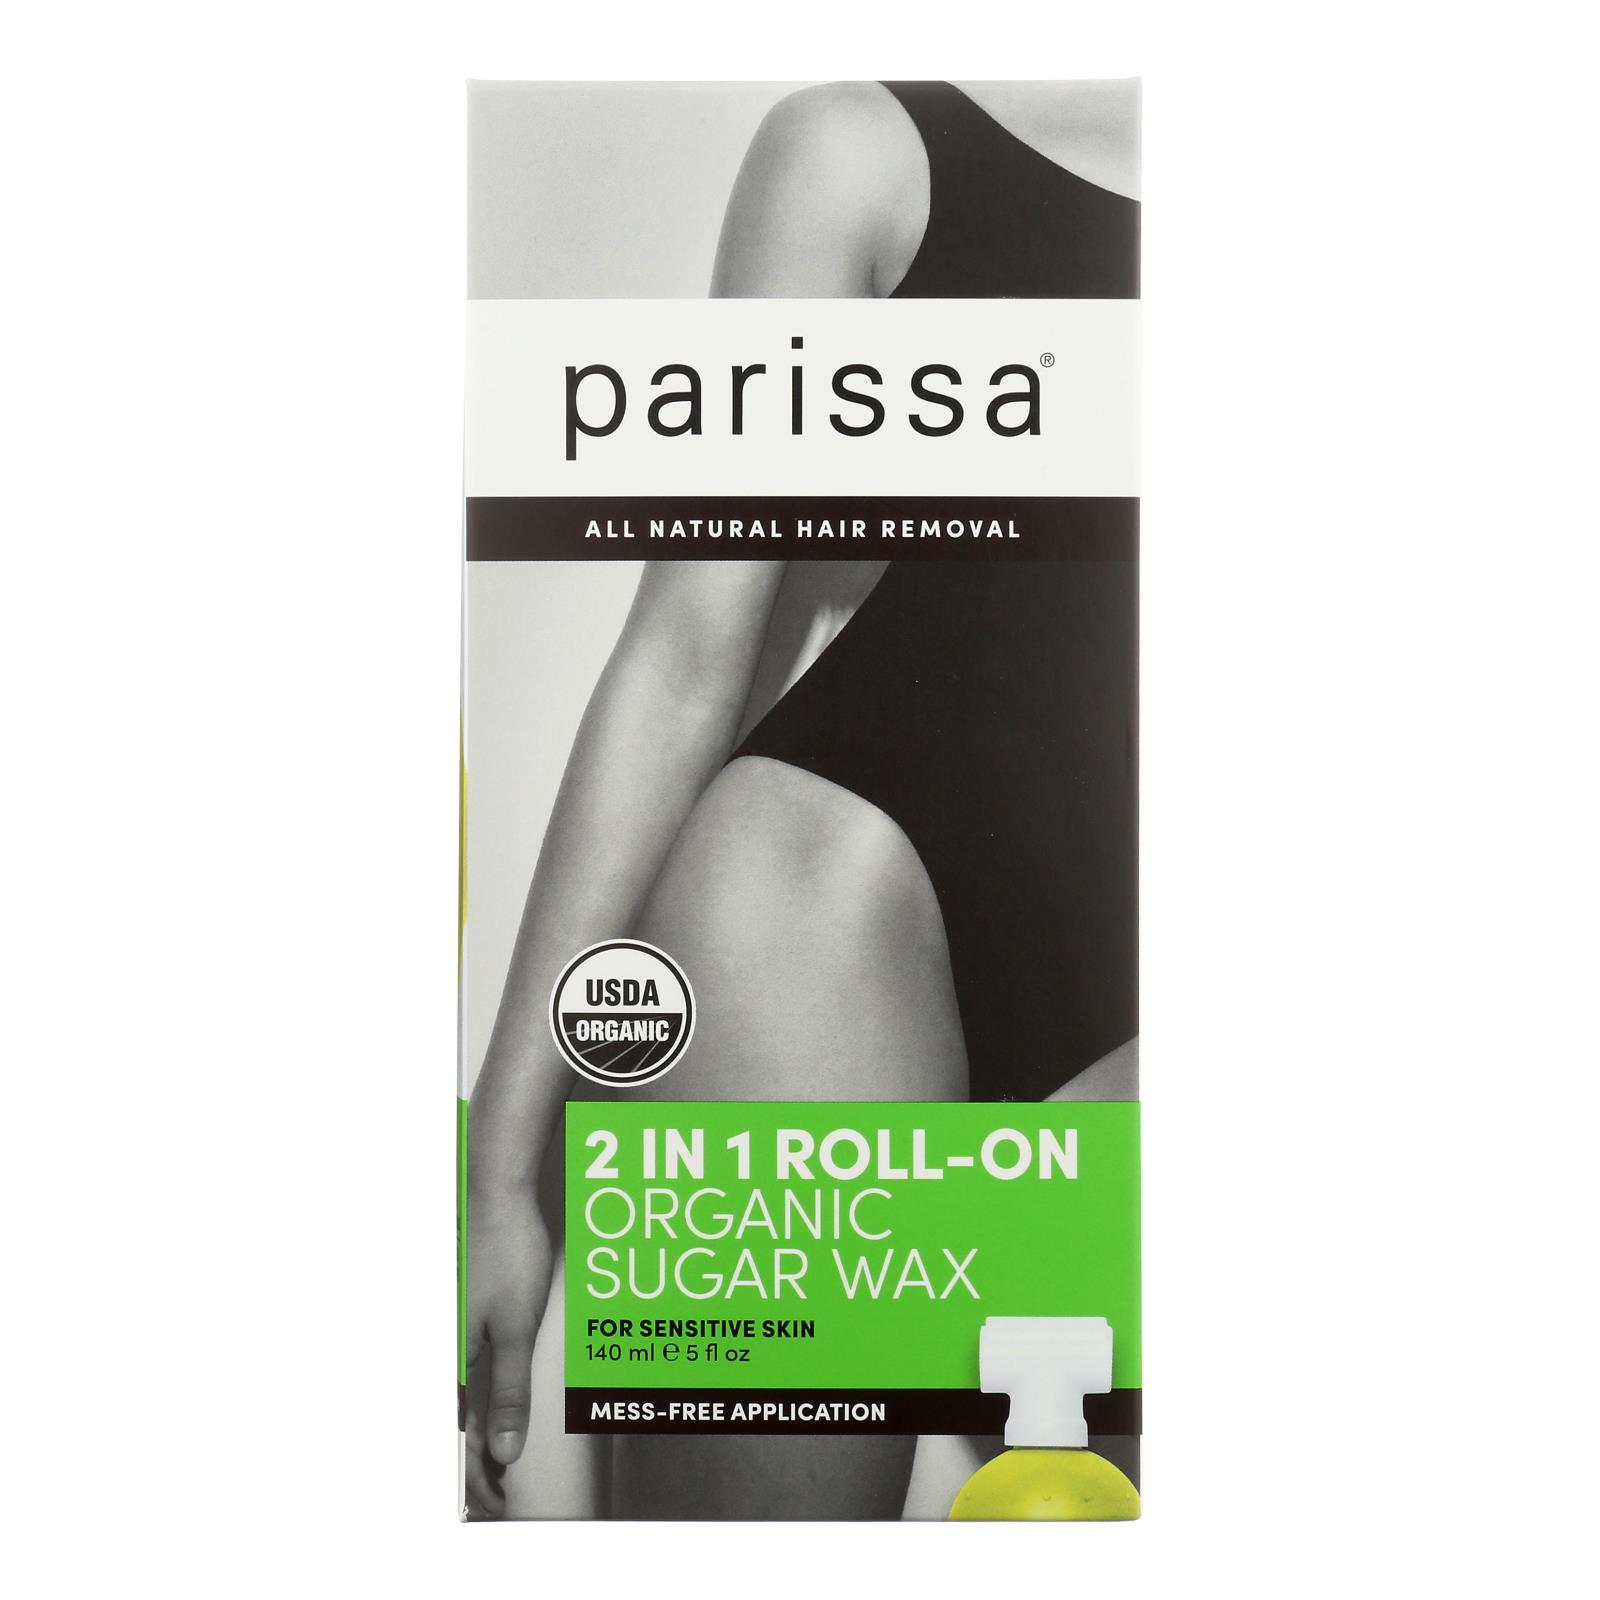 parissa®
ALL NATURAL HAIR REMOVAL
USDA
ORGANIC
2 IN 1 ROLL-ON
ORGANIC
SUGAR WAX
FOR SENSITIVE SKIN
140 ml ℮ 5 fl oz
MESS-FREE APPLICATION